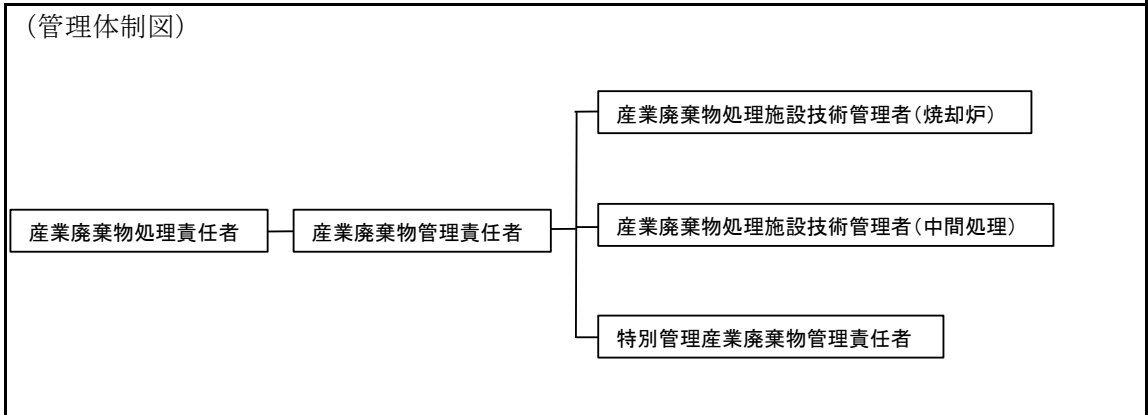 （管理体制図）
産業廃棄物処理施設技術管理者（焼却炉）
産業廃棄物処理責任者
産業廃棄物管理責任者
産業廃棄物処理施設技術管理者（中間処理）
特別管理産業廃棄物管理責任者